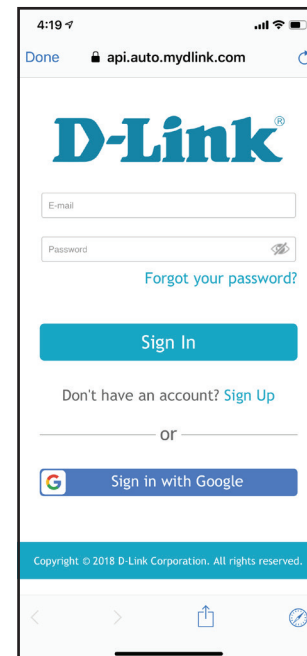 4:19
Done api.auto.mydlink.com
D-Link®
E-mail
Password
Forgot your password?
Sign In
Don't have an account? Sign Up
or
G Sign in with Google
Copyright © 2018 D-Link Corporation. All rights reserved.